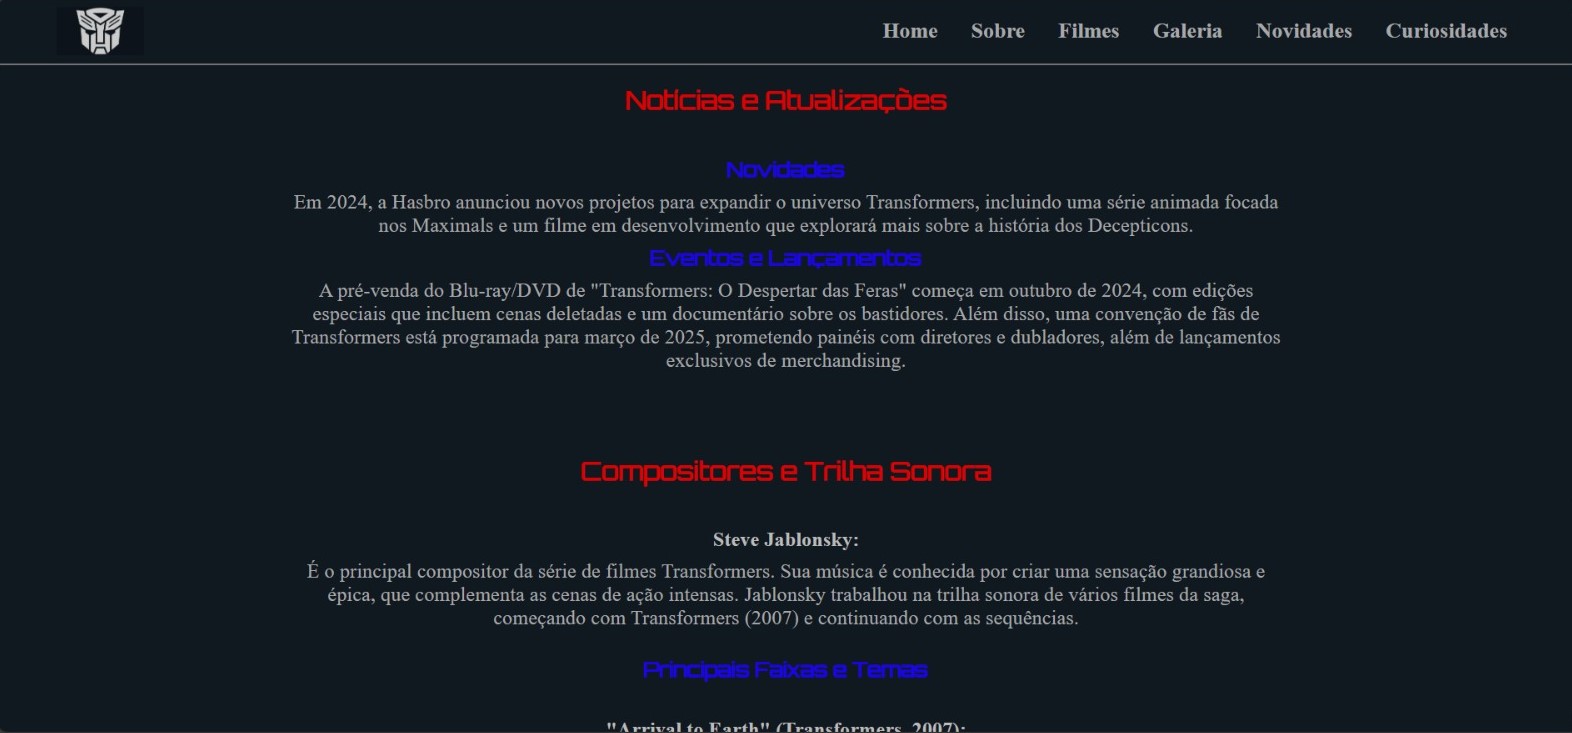 Home Sobre Filmes Galeria Novidades Curiosidades
Notícias e Atualizações
Novidades
Em 2024, a Hasbro anunciou novos projetos para expandir o universo Transformers, incluindo uma série animada focada
nos Maximals e um filme em desenvolvimento que explorará mais sobre a história dos Decepticons.
Eventos e Lançamentos
A pré-venda do Blu-ray/DVD de "Transformers: O Despertar das Feras" começa em outubro de 2024, com edições
especiais que incluem cenas deletadas e um documentário sobre os bastidores. Além disso, uma convenção de fãs de
Transformers está programada para março de 2025, prometendo painéis com diretores e dubladores, além de lançamentos
exclusivos de merchandising.
Compositores e Trilha Sonora
Steve Jablonsky:
É o principal compositor da série de filmes Transformers. Sua música é conhecida por criar uma sensação grandiosa e
épica, que complementa as cenas de ação intensas. Jablonsky trabalhou na trilha sonora de vários filmes da saga,
começando com Transformers (2007) e continuando com as sequências.
Principais Faixas e Temas
"Arrival to Earth" (Transformers, 2007):